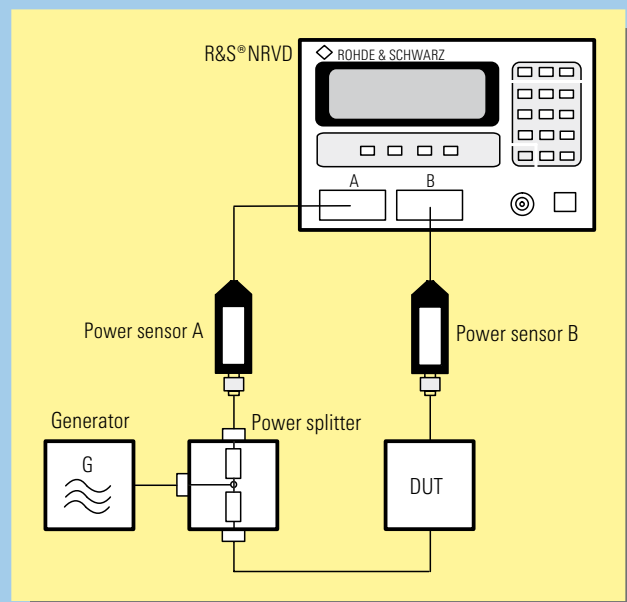 R&S®NRVD
ROHDE & SCHWARZ
A
B
Power sensor A
Power sensor B
Generator
Power splitter
G
DUT